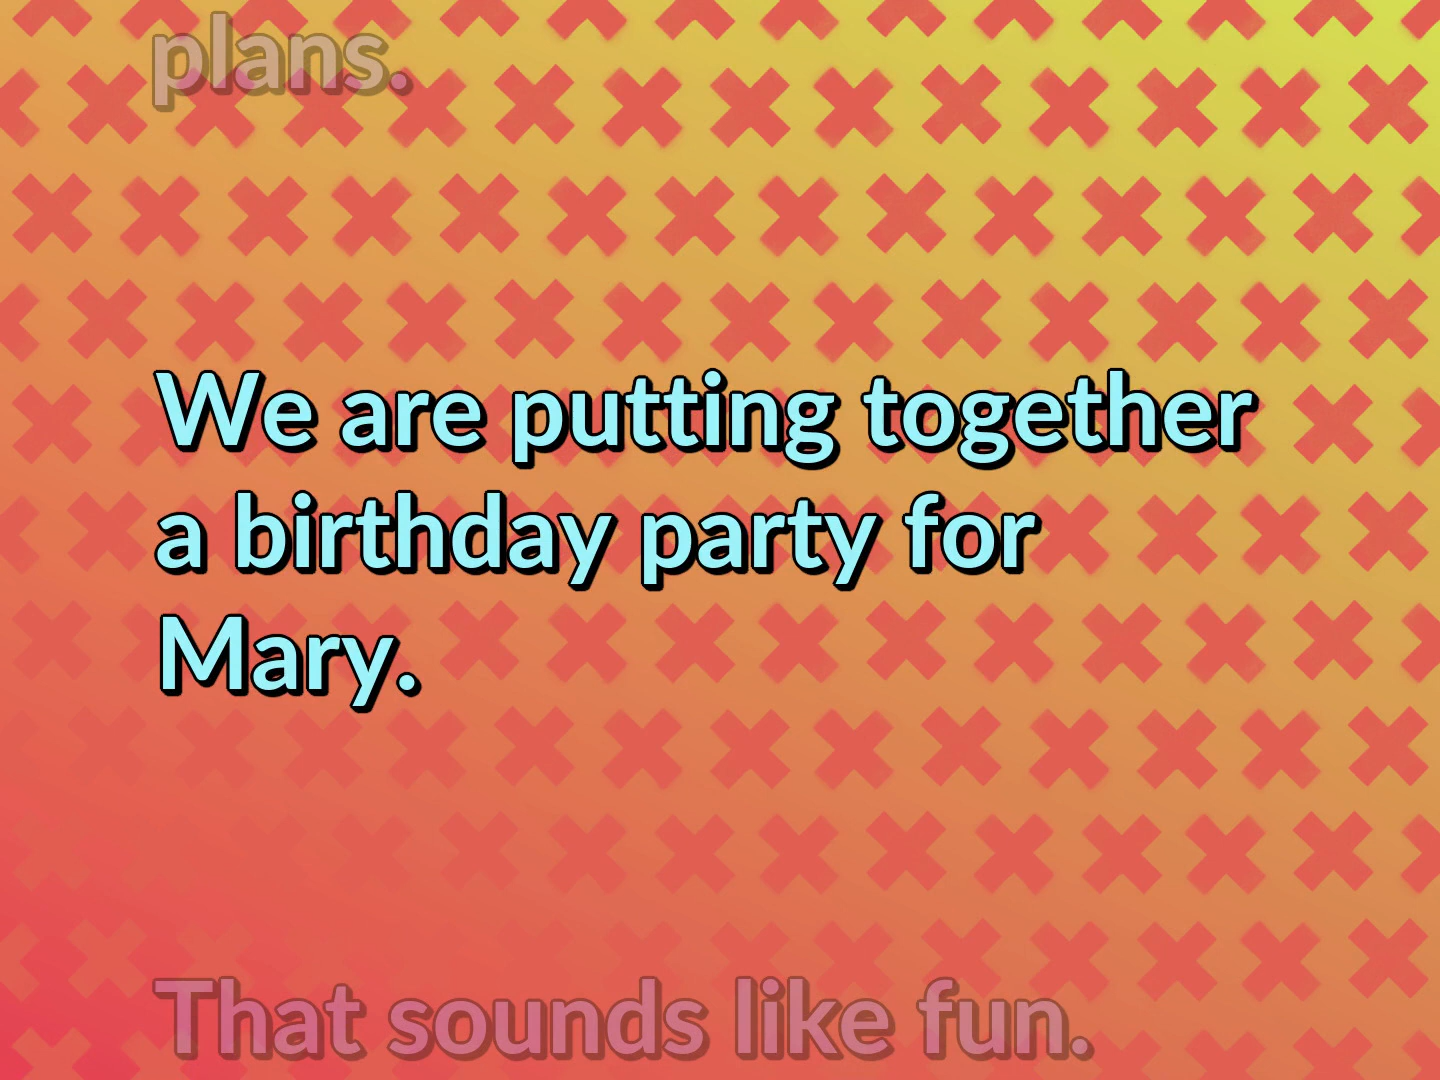 plans.
We are putting together
a birthday party for
Mary.
That sounds like fun.